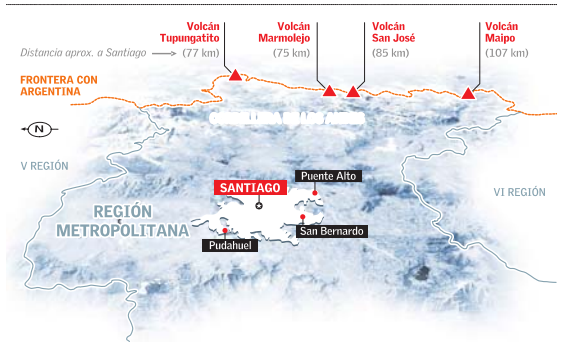 Volcán
Tupungatito
(77 km)
Volcán
Marmolejo
(75 km)
Volcán
San José
(85 km)
Volcán
Maipo
(107 km)
Distancia aprox. a Santiago
FRONTERA CON
ARGENTINA
N
V REGIÓN
VI REGIÓN
Puente Alto
SANTIAGO
REGIÓN
METROPOLITANA
San Bernardo
Pudahuel